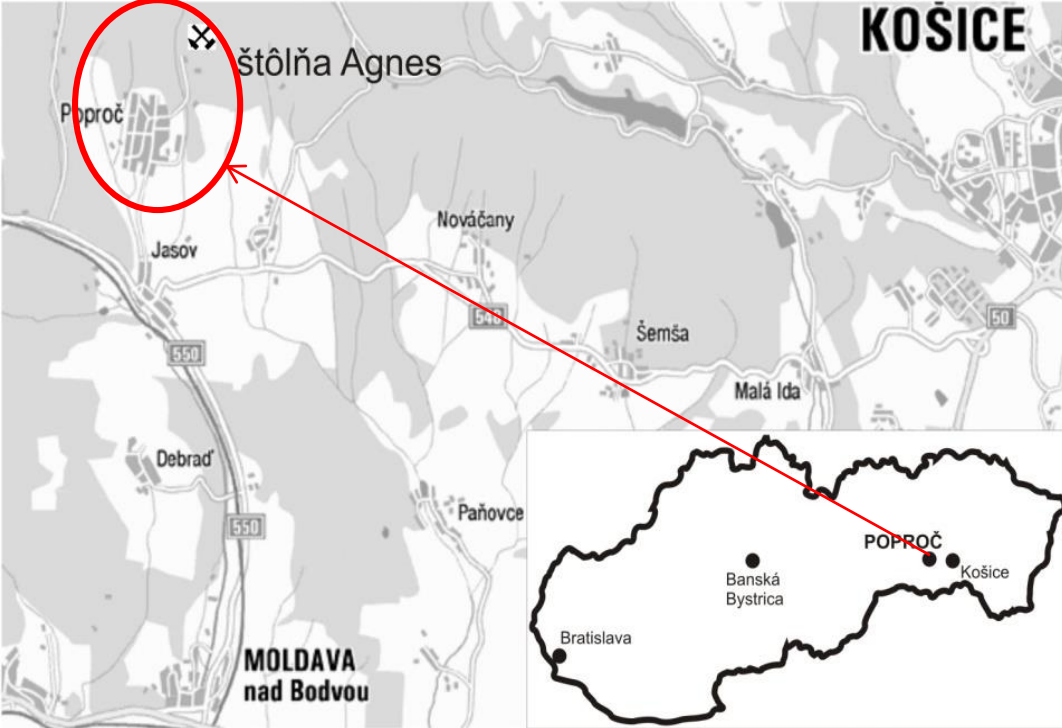 KOŠICE
štôlňa Agnes
Poproč
Nováčany
Jasov
548
50
Šemša
550
Malá Ida
Debraď
Paňovce
550
POPROČ
Košice
Banská
Bystrica
Bratislava
MOLDAVA
nad Bodvou